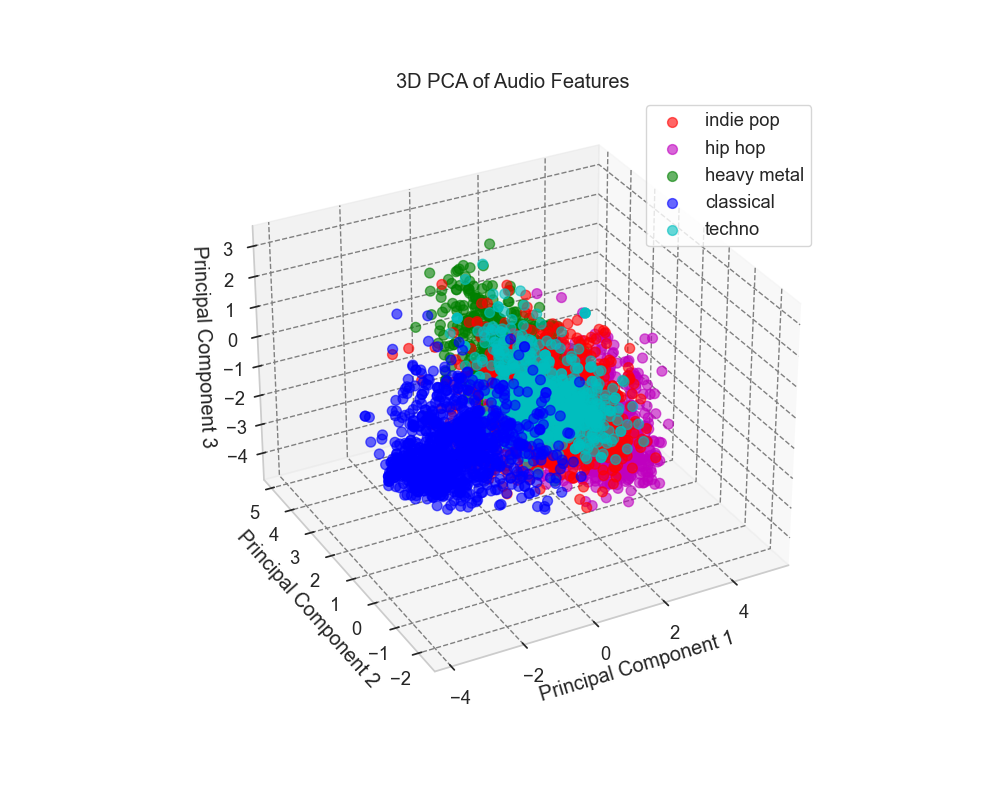 3D PCA of Audio Features
indie pop
hip hop
heavy metal
classical
techno
3
2
1
0
−1
−2
−3
−4
Principal Component 3
5
4
3
2
1
0
−1
−2
Principal Component 2
−4
−2
0
2
4
Principal Component 1